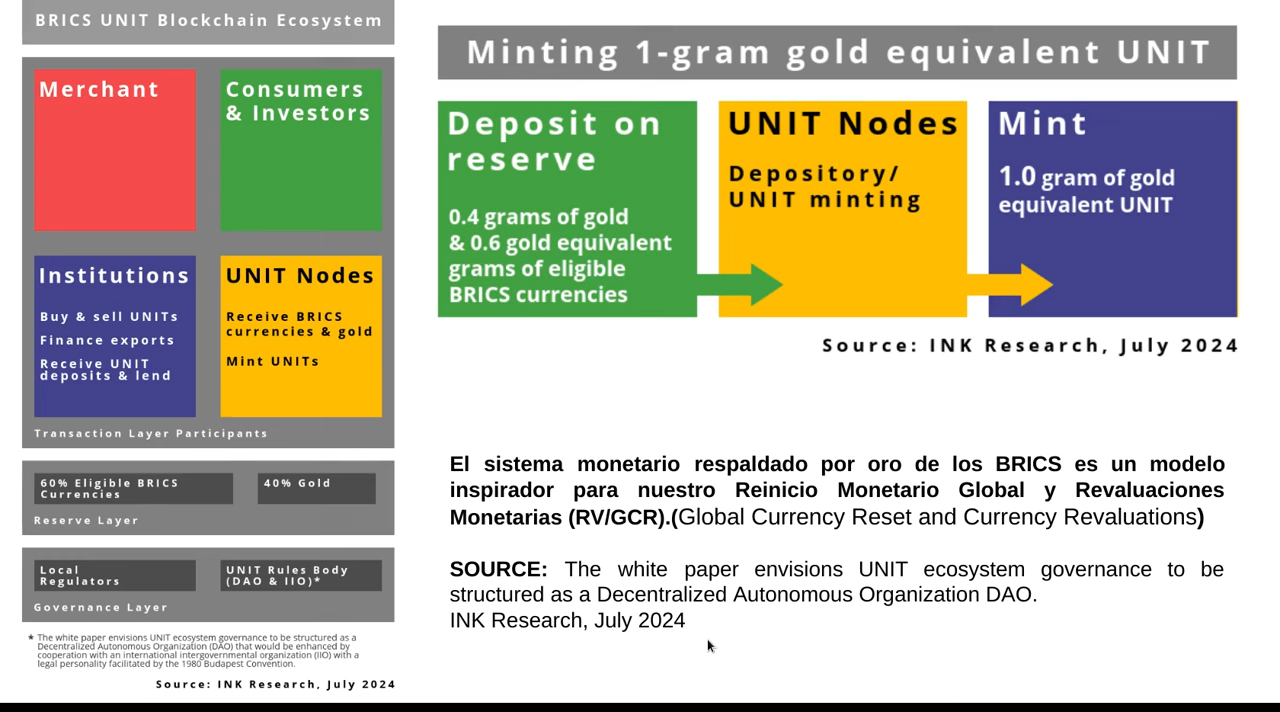 BRICS UNIT Blockchain Ecosystem
Merchant
Consumers
& Investors
Institutions
Buy & sell UNITs
Finance exports
Receive UNIT
deposits & lend
UNIT Nodes
Receive BRICS
currencies & gold
Mint UNITs
Transaction Layer Participants
60% Eligible BRICS
Currencies
40% Gold
Reserve Layer
Local
Regulators
UNIT Rules Body
(DAO & IIO)*
Governance Layer
* The white paper envisions UNIT ecosystem governance to be structured as a
Decentralized Autonomous Organization (DAO) that would be enhanced by
cooperation with an international intergovernmental organization (IIO) with a
legal personality facilitated by the 1980 Budapest Convention.
Source: INK Research, July 2024
Minting 1-gram gold equivalent UNIT
Deposit on
reserve
0.4 grams of gold
& 0.6 gold equivalent
grams of eligible
BRICS currencies
UNIT Nodes
Depository/
UNIT minting
Mint
1.0 gram of gold
equivalent UNIT
Source: INK Research, July 2024
El sistema monetario respaldado por oro de los BRICS es un modelo
inspirador para nuestro Reinicio Monetario Global y Revaluaciones
Monetarias (RV/GCR).(Global Currency Reset and Currency Revaluations)
SOURCE: The white paper envisions UNIT ecosystem governance to be
structured as a Decentralized Autonomous Organization DAO.
INK Research, July 2024